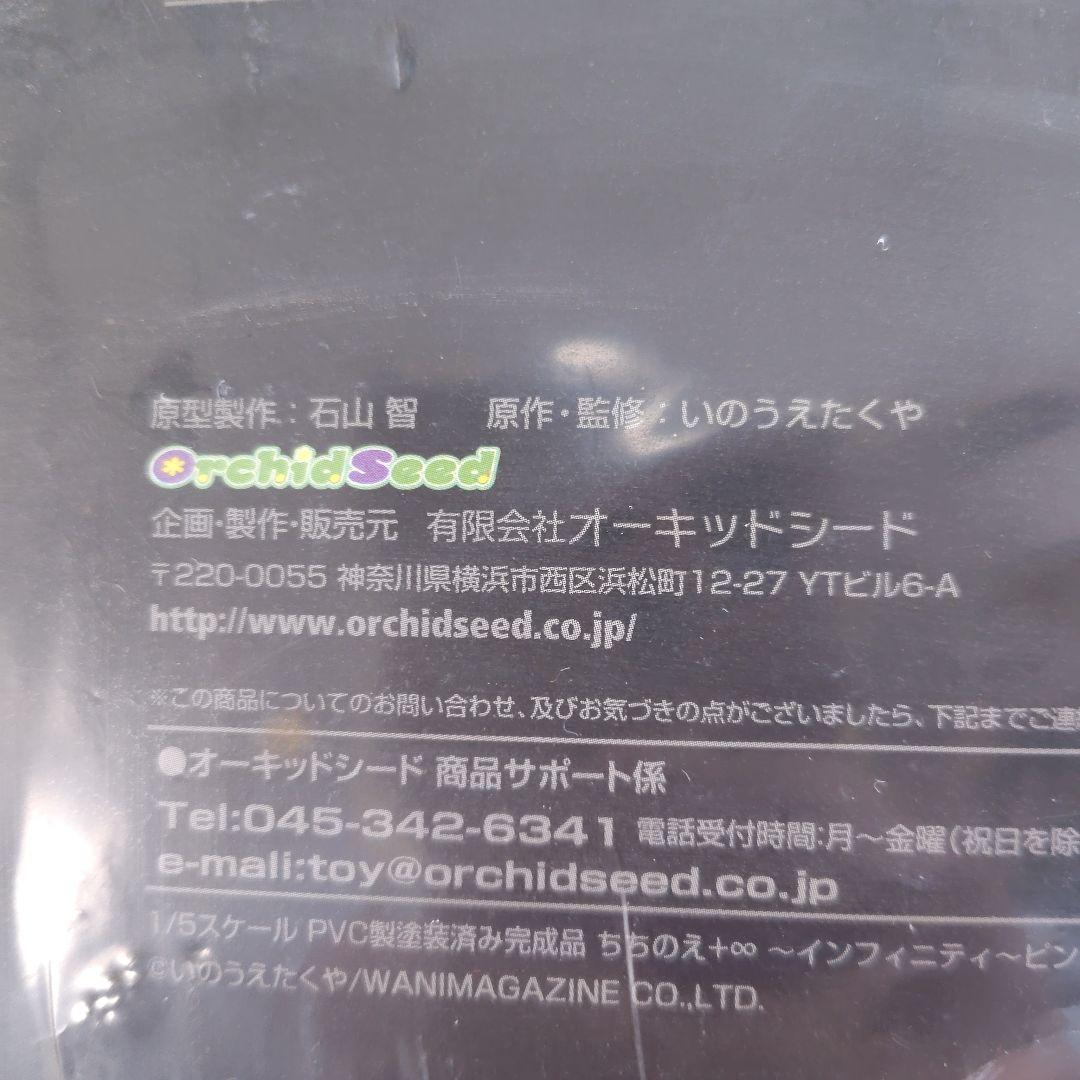 原型製作：石山 智　原作・監修：いのうえたくや
OrchidSeed
企画・製作・販売元　有限会社オーキッドシード
〒220-0055 神奈川県横浜市西区浜松町12-27 YTビル6-A
http://www.orchidseed.co.jp/
※この商品についてのお問い合わせ、及びお気づきの点がございましたら、下記までご連
●オーキッドシード 商品サポート係
Tel:045-342-6341 電話受付時間:月～金曜(祝日を除
e-mali:toy@orchidseed.co.jp
1/5スケール PVC製塗装済み完成品 ちちのえ+∞ ～インフィニティ～ピン
©いのうえたくや/WANIMAGAZINE CO.,LTD.